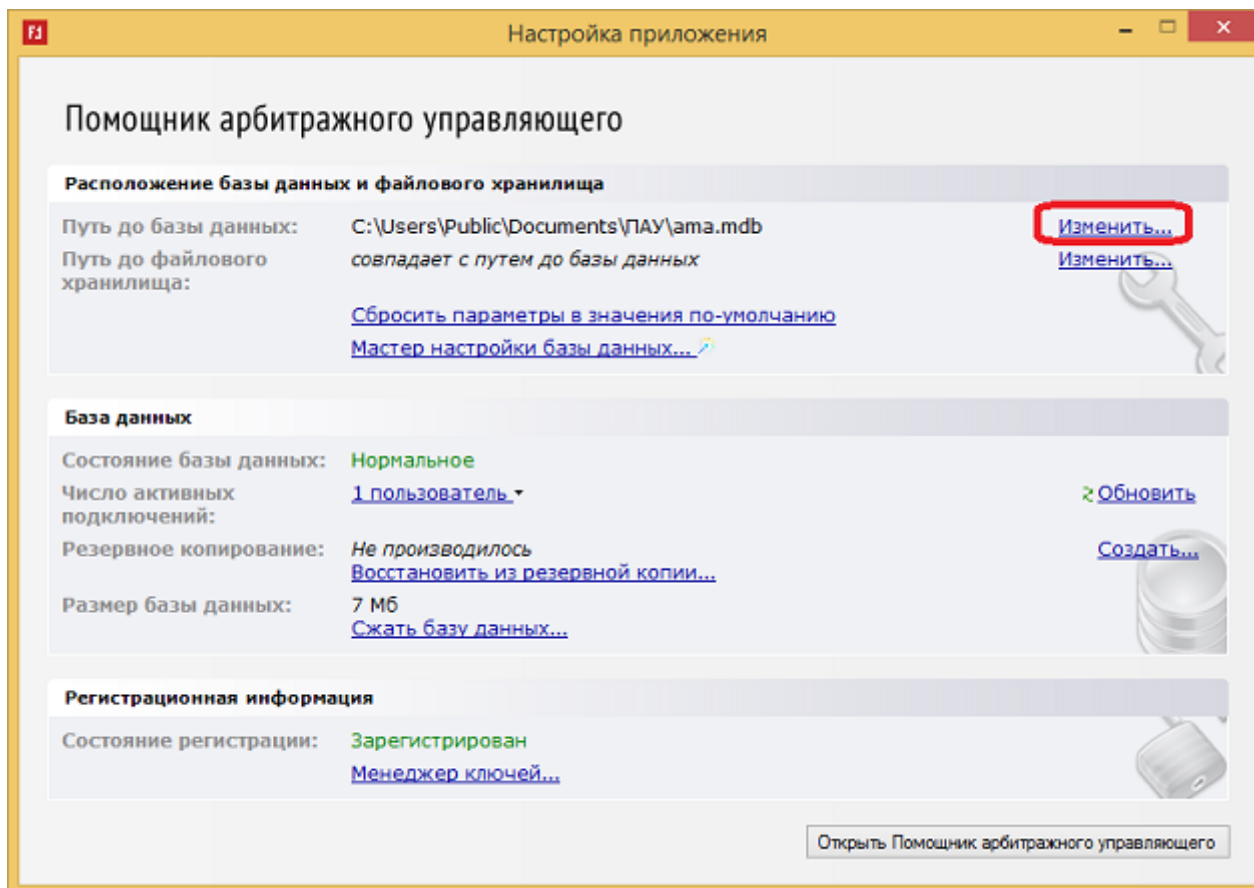 Настройка приложения
Помощник арбитражного управляющего
Расположение базы данных и файлового хранилища
Путь до базы данных: C:\Users\Public\Documents\ПАУ\ama.mdb Изменить...
Путь до файлового хранилища: совпадает с путем до базы данных Изменить...
Сбросить параметры в значения по-умолчанию
Мастер настройки базы данных...
База данных
Состояние базы данных: Нормальное
Число активных подключений: 1 пользователь Обновить
Резервное копирование: Не производилось Создать...
Восстановить из резервной копии...
Размер базы данных: 7 Мб
Сжать базу данных...
Регистрационная информация
Состояние регистрации: Зарегистрирован
Менеджер ключей...
Открыть Помощник арбитражного управляющего